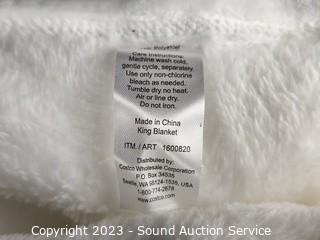 Polyester
Care Instructions:
Machine wash cold,
gentle cycle, separately.
Use only non-chlorine
bleach as needed.
Tumble dry no heat.
Air or line dry.
Do not iron.
Made in China
King Blanket
ITM. / ART 1600820
Distributed by:
Costco Wholesale Corporation
P.O Box 34535
Seattle, WA 98124-1535, USA
1-800-774-2678
www.costco.com
Copyright 2023 - Sound Auction Service